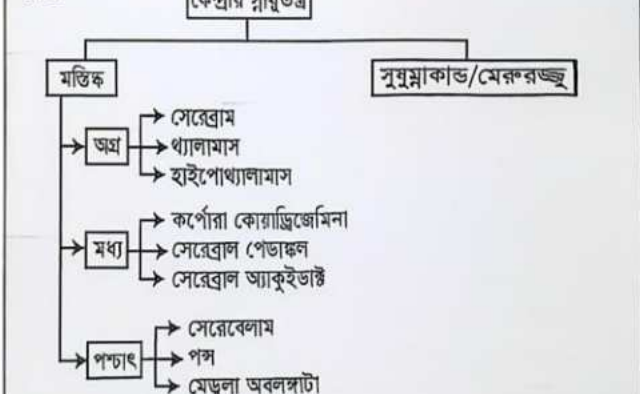 কেন্দ্রীয় স্নায়ুতন্ত্র
মস্তিষ্ক
সুষুম্নাকান্ড/মেরুরজ্জু
অগ্র
সেরেব্রাম
থ্যালামাস
হাইপোথ্যালামাস
মধ্য
কর্পোরা কোয়াড্রিজেমিনা
সেরেব্রাল পেডাঙ্কল
সেরেব্রাল অ্যাকুইডাক্ট
পশ্চাৎ
সেরেবেলাম
পন্স
মেডুলা অবলঙ্গাটা